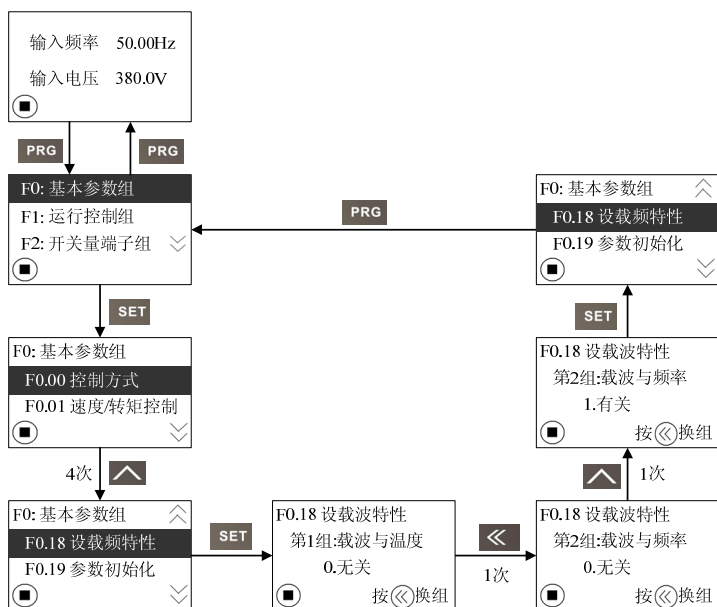 输入频率 50.00Hz
输入电压 380.0V
PRG
PRG
F0: 基本参数组
F1: 运行控制组
F2: 开关量端子组
SET
F0: 基本参数组
F0.00 控制方式
F0.01 速度/转矩控制
4次
F0: 基本参数组
F0.18 设载频特性
F0.19 参数初始化
SET
F0.18 设载波特性
第1组:载波与温度
0.无关
按 换组
1次
F0.18 设载波特性
第2组:载波与频率
0.无关
按 换组
1次
F0.18 设载波特性
第2组:载波与频率
1.有关
按 换组
SET
F0: 基本参数组
F0.18 设载频特性
F0.19 参数初始化
PRG